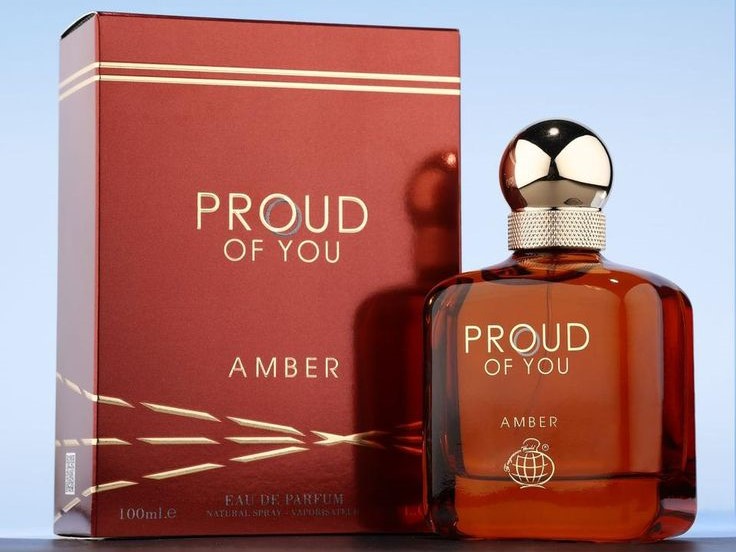 PROUD
OF YOU
AMBER
EAU DE PARFUM
NATURAL SPRAY - VAPORISATEUR
100ml.e
PROUD
OF YOU
AMBER